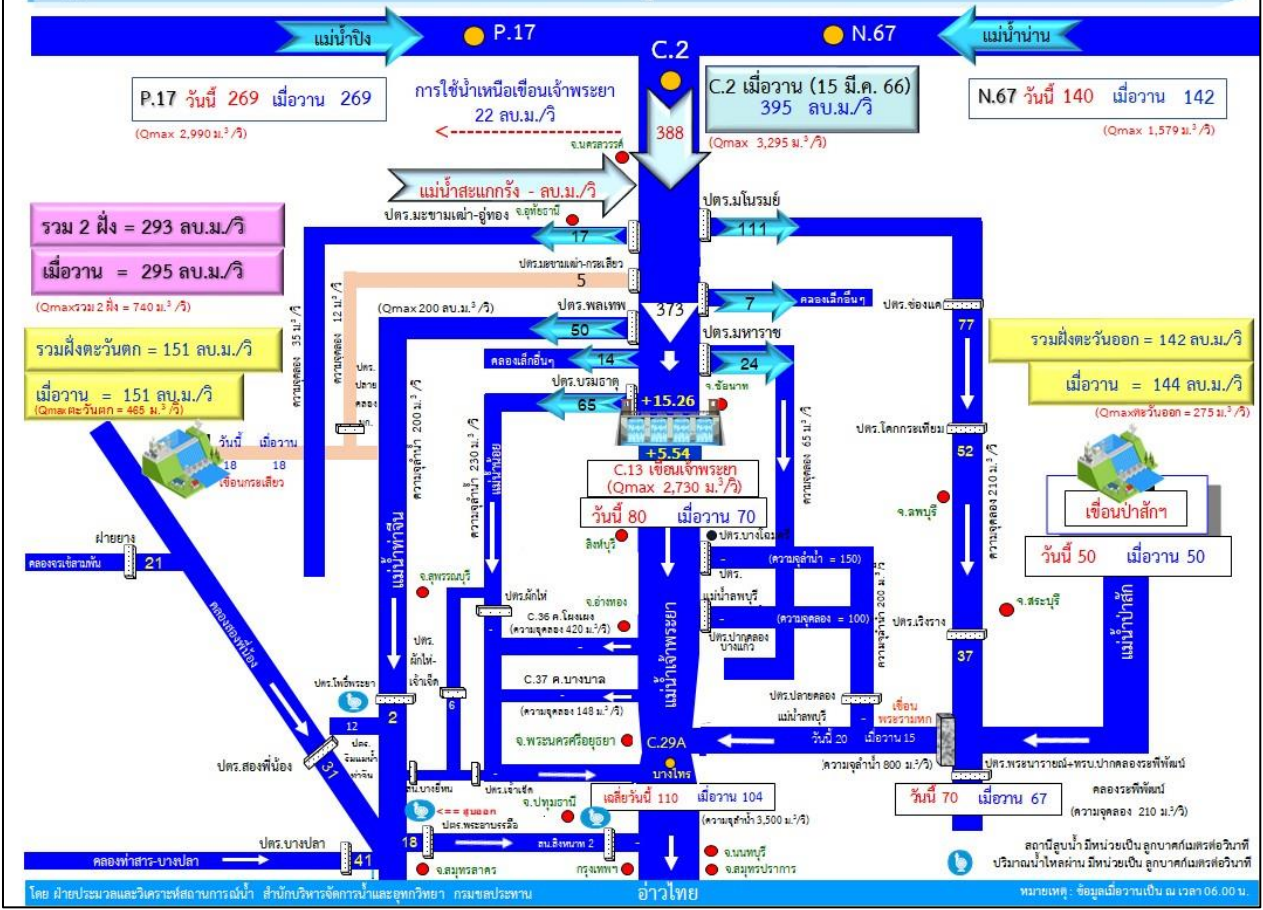 แม่น้ำปิง
P.17
C.2
N.67
แม่น้ำน่าน
P.17 วันนี้ 269 เมื่อวาน 269
(Qmax 2,990 ม.³/วิ)
การใช้น้ำเหนือเขื่อนเจ้าพระยา
22 ลบ.ม./วิ
จ.นครสวรรค์
388
C.2 เมื่อวาน (15 มี.ค. 66)
395 ลบ.ม./วิ
(Qmax 3,295 ม.³/วิ)
N.67 วันนี้ 140 เมื่อวาน 142
(Qmax 1,579 ม.³/วิ)
แม่น้ำสะแกกรัง - ลบ.ม./วิ
ปตร.มะขามเฒ่า-อู่ทอง จ.อุทัยธานี
17
ปตร.มโนรมย์
111
รวม 2 ฝั่ง = 293 ลบ.ม./วิ
เมื่อวาน = 295 ลบ.ม./วิ
(Qmaxรวม 2 ฝั่ง = 740 ม.³/วิ)
ปตร.มะขามเฒ่า-กระเสียว
5
ความจุคลอง 35 ม.³/วิ
ความจุคลอง 12 ม.³/วิ
(Qmax 200 ลบ.ม./วิ)
ปตร.พลเทพ
50
373
7
คลองเล็กอื่นๆ
ปตร.ช่องแค
77
ปตร.มหาราช
24
คลองเล็กอื่นๆ
14
รวมฝั่งตะวันตก = 151 ลบ.ม./วิ
เมื่อวาน = 151 ลบ.ม./วิ
(Qmaxตะวันตก = 465 ม.³/วิ)
รวมฝั่งตะวันออก = 142 ลบ.ม./วิ
เมื่อวาน = 144 ลบ.ม./วิ
(Qmaxตะวันออก = 275 ม.³/วิ)
ปตร.
ปลาย
คลอง
ปตร.บรมธาตุ
65
จ.ชัยนาท
+15.26
+5.54
C.13 เขื่อนเจ้าพระยา
(Qmax 2,730 ม.³/วิ)
วันนี้ 80 เมื่อวาน 70
วันนี้ เมื่อวาน
18 18
เขื่อนกระเสียว
ความจุลำน้ำ 200 ม.³/วิ
ความจุลำน้ำ 230 ม.³/วิ
แม่น้ำน้อย
ความจุคลอง 65 ม.³/วิ
ปตร.โคกกระเทียม
52
ความจุคลอง 210 ม.³/วิ
จ.ลพบุรี
เขื่อนป่าสักฯ
วันนี้ 50 เมื่อวาน 50
ฝายยาง
คลองจรเข้สามพัน
21
แม่น้ำท่าจีน
สิงห์บุรี
ปตร.บางโฉมศรี
- (ความจุลำน้ำ = 150)
จ.สุพรรณบุรี
ปตร.ผักไห่
-
จ.อ่างทอง
ปตร.
แม่น้ำลพบุรี
- (ความจุคลอง = 100)
ความจุลำน้ำ 200 ม.³/วิ
จ.สระบุรี
แม่น้ำป่าสัก
คลองสองพี่น้อง
C.36 ค.โผงเผง
(ความจุคลอง 420 ม.³/วิ)
-
ปตร.ปากคลอง
บางแก้ว
ปตร.เริงราง
37
แม่น้ำเจ้าพระยา
ปตร.
ผักไห่-
เจ้าเจ็ด
6
C.37 ค.บางบาล
-
(ความจุคลอง 148 ม.³/วิ)
ปตร.โพธิ์พระยา
2
ปตร.ปลายคลอง
แม่น้ำลพบุรี
-
เขื่อน
พระรามหก
12
จ.พระนครศรีอยุธยา
C.29A
วันนี้ 20 เมื่อวาน 15
(ความจุลำน้ำ 800 ม.³/วิ)
ปตร.สองพี่น้อง
31
ท่าจีน
สน.บางยี่หน
ปตร.เจ้าเจ็ด
บางไทร
ปตร.พระนารายณ์+ทรบ.ปากคลองระพีพัฒน์
คลองระพีพัฒน์
(ความจุคลอง 210 ม.³/วิ)
<== สูบออก
จ.ปทุมธานี
เฉลี่ยวันนี้ 110 เมื่อวาน 104
(ความจุลำน้ำ 3,500 ม.³/วิ)
วันนี้ 70 เมื่อวาน 67
ปตร.พระยาบรรลือ
18
สน.สิงหนาท 2
-
ปตร.บางปลา
คลองท่าสาร-บางปลา
41
จ.สมุทรสาคร
กรุงเทพฯ
จ.นนทบุรี
จ.สมุทรปราการ
สถานีสูบน้ำ มีหน่วยเป็น ลูกบาศก์เมตรต่อวินาที
ปริมาณน้ำไหลผ่าน มีหน่วยเป็น ลูกบาศก์เมตรต่อวินาที
โดย ฝ่ายประมวลและวิเคราะห์สถานการณ์น้ำ สำนักบริหารจัดการน้ำและอุทกวิทยา กรมชลประทาน
อ่าวไทย
หมายเหตุ : ข้อมูลเมื่อวานเป็น ณ เวลา 06.00 น.